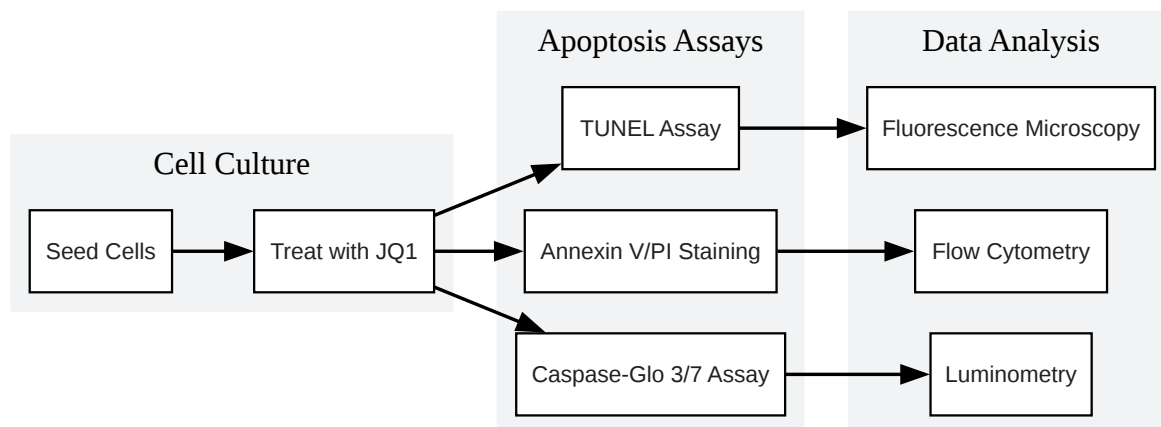 Cell Culture
Seed Cells
Treat with JQ1
Apoptosis Assays
TUNEL Assay
Annexin V/PI Staining
Caspase-Glo 3/7 Assay
Data Analysis
Fluorescence Microscopy
Flow Cytometry
Luminometry